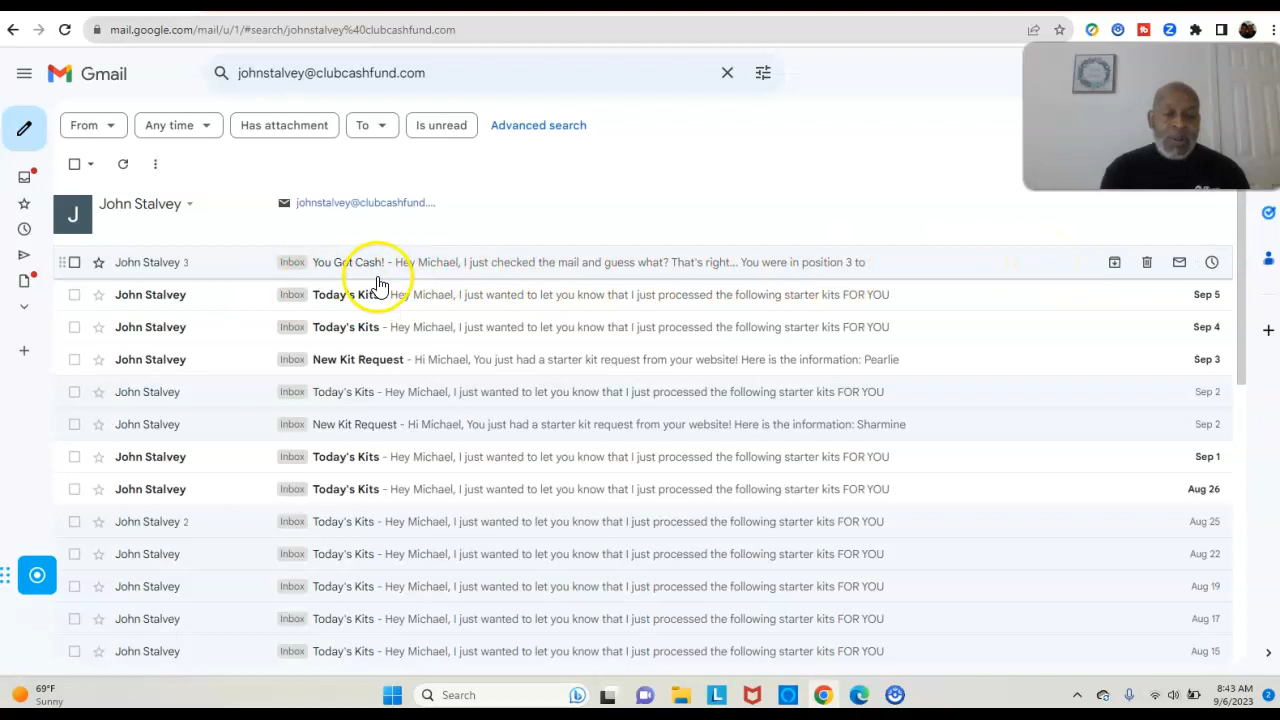 mail.google.com/mail/u/1/#search/johnstalvey%40clubcashfund.com
Gmail
johnstalvey@clubcashfund.com
From Any time Has attachment To Is unread Advanced search
J John Stalvey johnstalvey@clubcashfund....
John Stalvey 3 Inbox You Got Cash! - Hey Michael, I just checked the mail and guess what? That's right... You were in position 3 to
John Stalvey Inbox Today's Kits - Hey Michael, I just wanted to let you know that I just processed the following starter kits FOR YOU Sep 5
John Stalvey Inbox Today's Kits - Hey Michael, I just wanted to let you know that I just processed the following starter kits FOR YOU Sep 4
John Stalvey Inbox New Kit Request - Hi Michael, You just had a starter kit request from your website! Here is the information: Pearlie Sep 3
John Stalvey Inbox Today's Kits - Hey Michael, I just wanted to let you know that I just processed the following starter kits FOR YOU Sep 2
John Stalvey Inbox New Kit Request - Hi Michael, You just had a starter kit request from your website! Here is the information: Sharmine Sep 2
John Stalvey Inbox Today's Kits - Hey Michael, I just wanted to let you know that I just processed the following starter kits FOR YOU Sep 1
John Stalvey Inbox Today's Kits - Hey Michael, I just wanted to let you know that I just processed the following starter kits FOR YOU Aug 26
John Stalvey 2 Inbox Today's Kits - Hey Michael, I just wanted to let you know that I just processed the following starter kits FOR YOU Aug 25
John Stalvey Inbox Today's Kits - Hey Michael, I just wanted to let you know that I just processed the following starter kits FOR YOU Aug 22
John Stalvey Inbox Today's Kits - Hey Michael, I just wanted to let you know that I just processed the following starter kits FOR YOU Aug 19
John Stalvey Inbox Today's Kits - Hey Michael, I just wanted to let you know that I just processed the following starter kits FOR YOU Aug 17
John Stalvey Inbox Today's Kits - Hey Michael, I just wanted to let you know that I just processed the following starter kits FOR YOU Aug 15
69°F
Sunny
Search
8:43 AM
9/6/2023
2